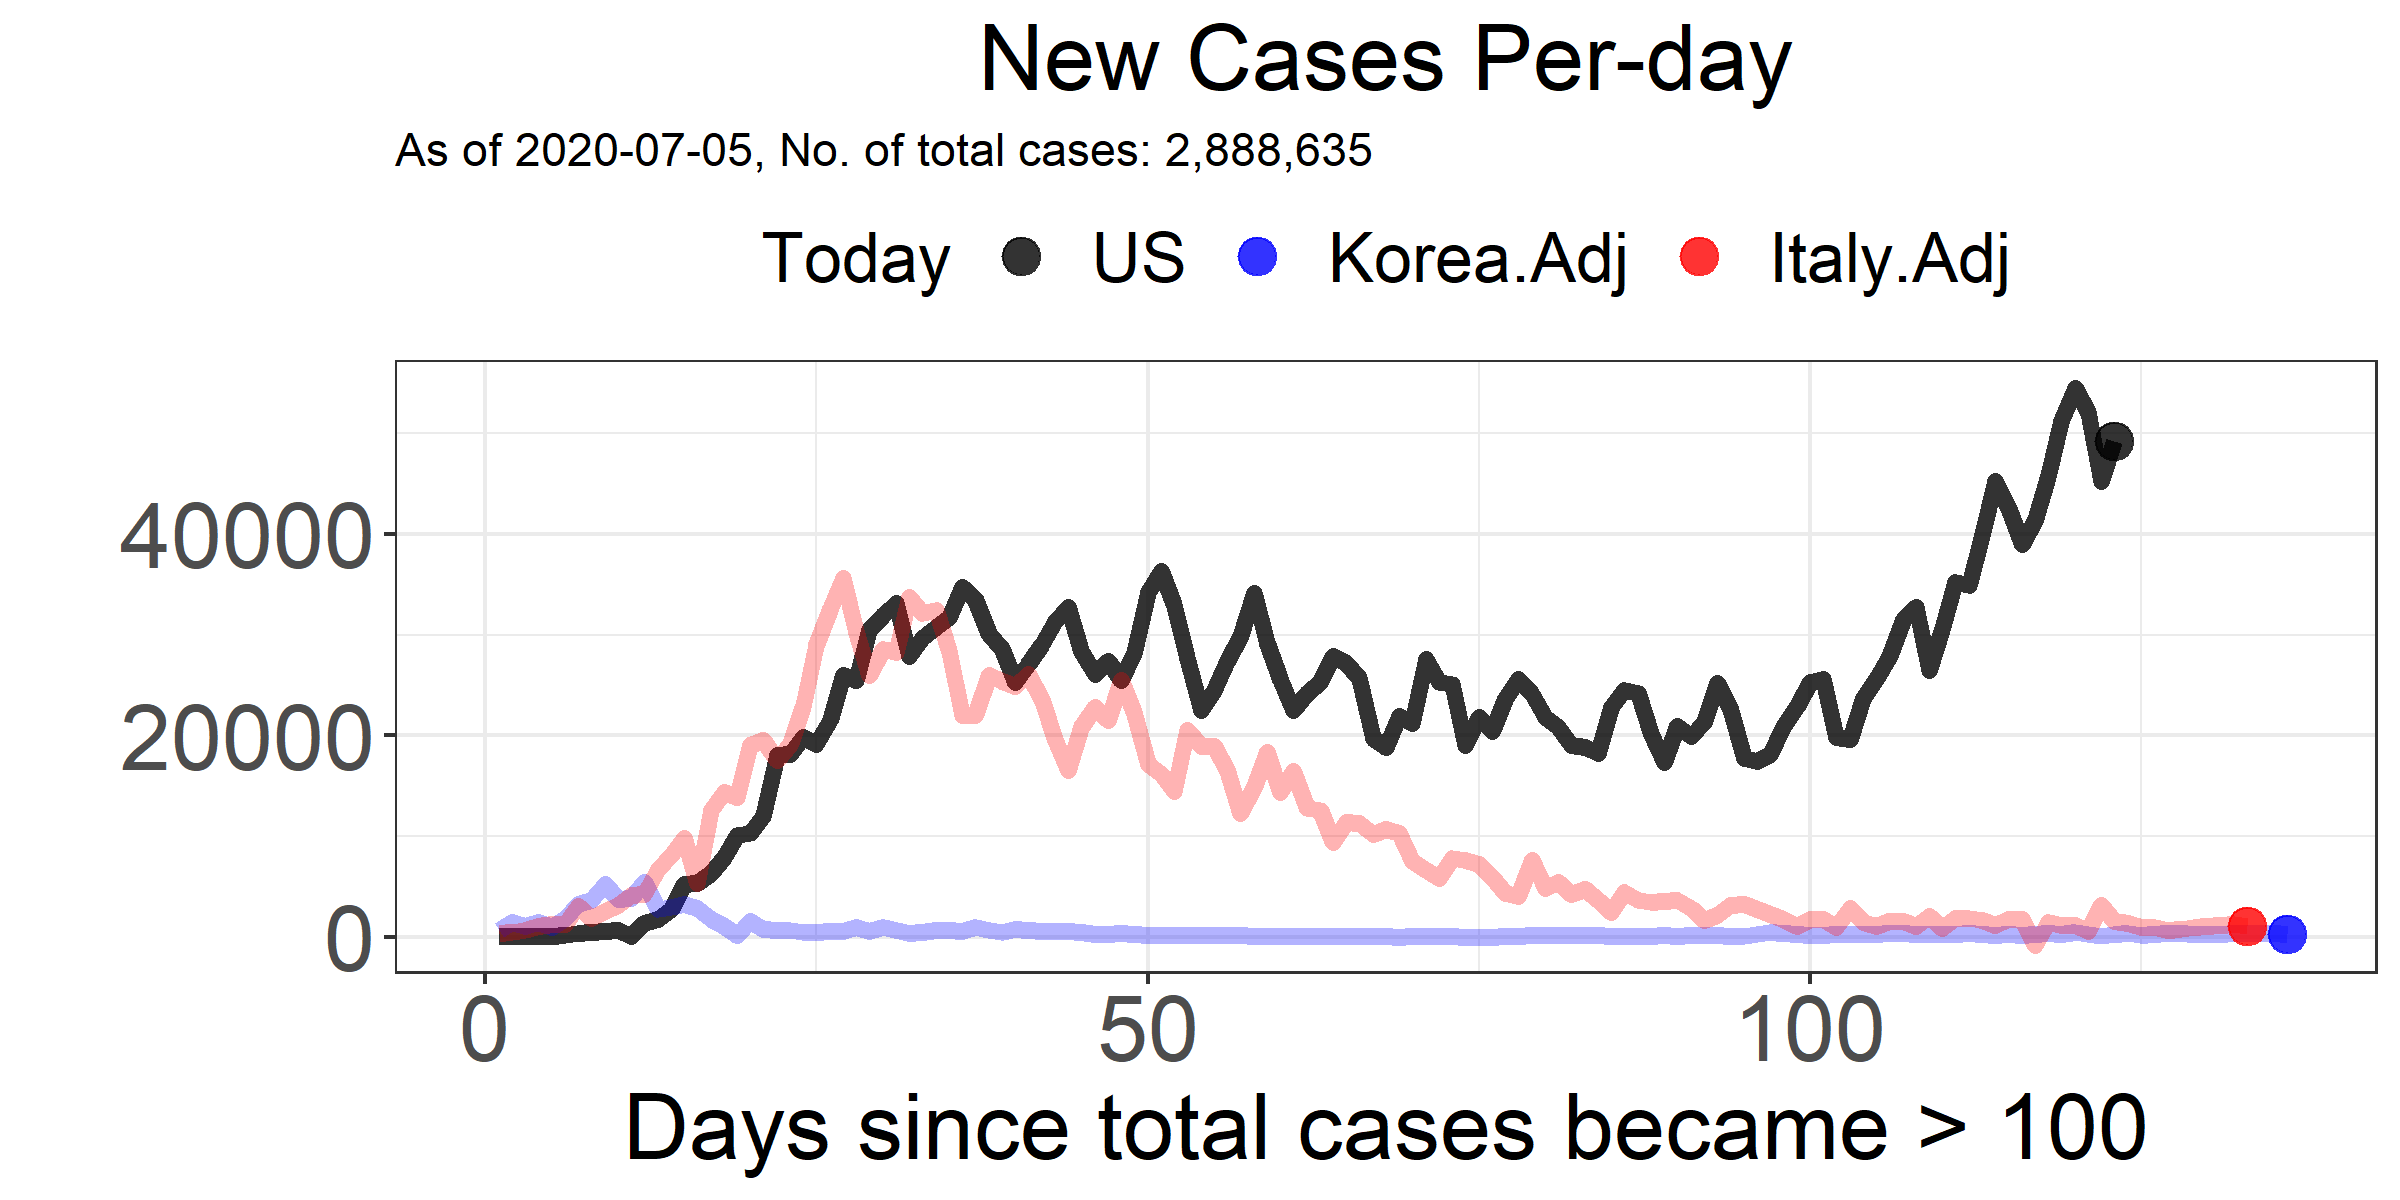 New Cases Per-day
As of 2020-07-05, No. of total cases: 2,888,635
Today US Korea.Adj Italy.Adj
40000
20000
0
0 50 100
Days since total cases became > 100